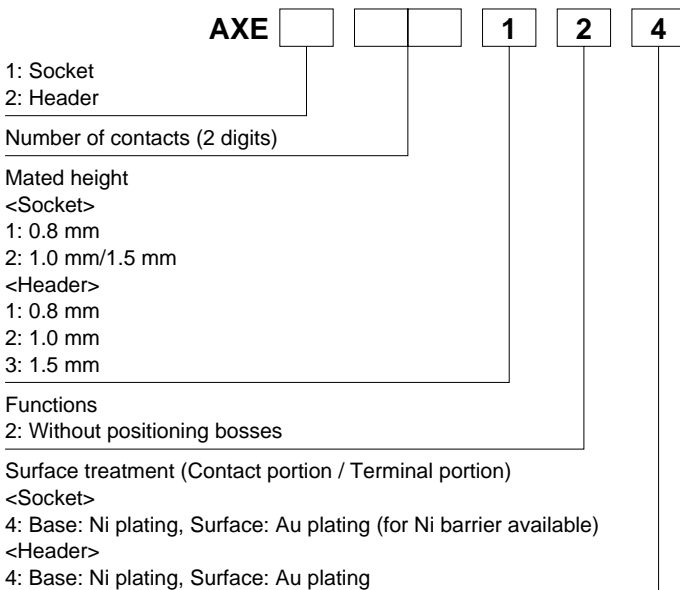 AXE 1 2 4
1: Socket
2: Header
Number of contacts (2 digits)
Mated height
<Socket>
1: 0.8 mm
2: 1.0 mm/1.5 mm
<Header>
1: 0.8 mm
2: 1.0 mm
3: 1.5 mm
Functions
2: Without positioning bosses
Surface treatment (Contact portion / Terminal portion)
<Socket>
4: Base: Ni plating, Surface: Au plating (for Ni barrier available)
<Header>
4: Base: Ni plating, Surface: Au plating